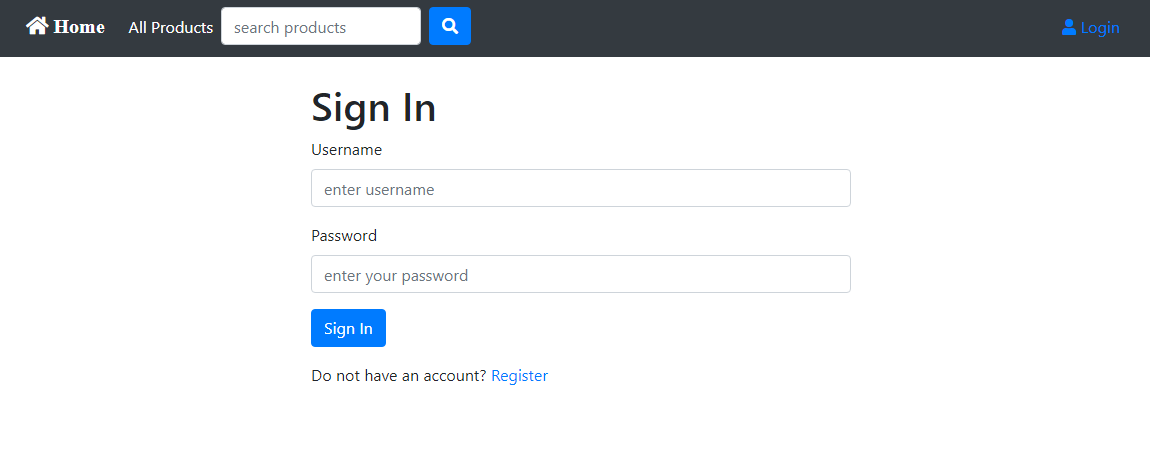 Home All Products search products Login
Sign In
Username
enter username
Password
enter your password
Sign In
Do not have an account? Register